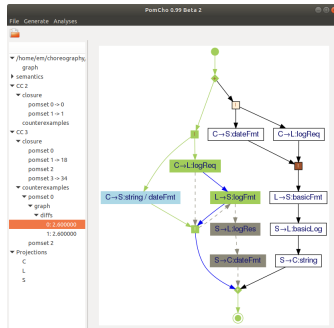 PomCho 0.99 Beta 2
File Generate Analyses
/home/em/choreography,
graph
semantics
CC 2
closure
pomset 0 -> 0
pomset 1 -> 1
counterexamples
CC 3
closure
pomset 0
pomset 1 -> 18
pomset 2
pomset 3 -> 34
counterexamples
pomset 0
graph
diffs
0: 2.600000
1: 2.600000
pomset 2
Projections
C
L
S
C→S:dateFmt
C→L:logReq
C→L:logReq
C→S:string / dateFmt
L→S:logFmt
L→S:basicFmt
S→L:logRes
S→L:basicLog
S→C:dateFmt
S→C:string